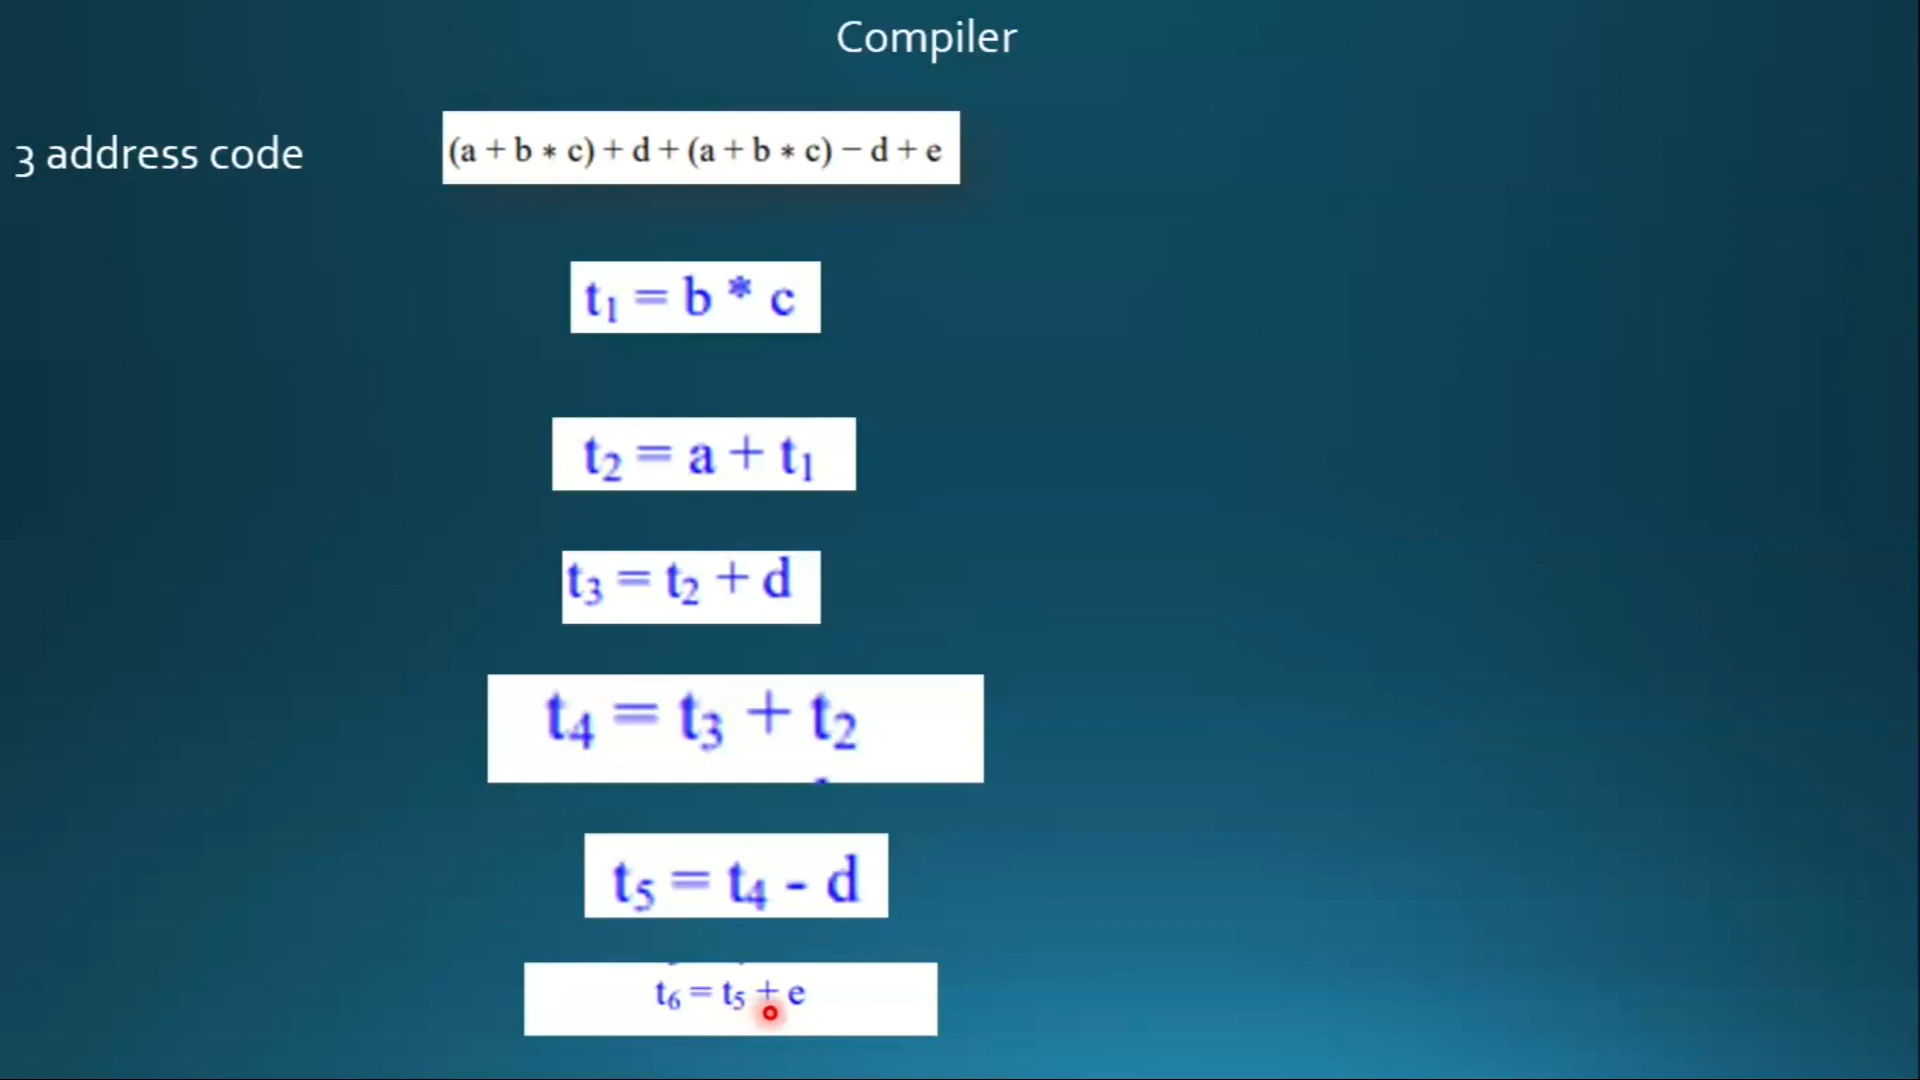 Compiler
3 address code
(a + b * c) + d + (a + b * c) − d + e
t₁ = b * c
t₂ = a + t₁
t₃ = t₂ + d
t₄ = t₃ + t₂
t₅ = t₄ - d
t₆ = t₅ + e